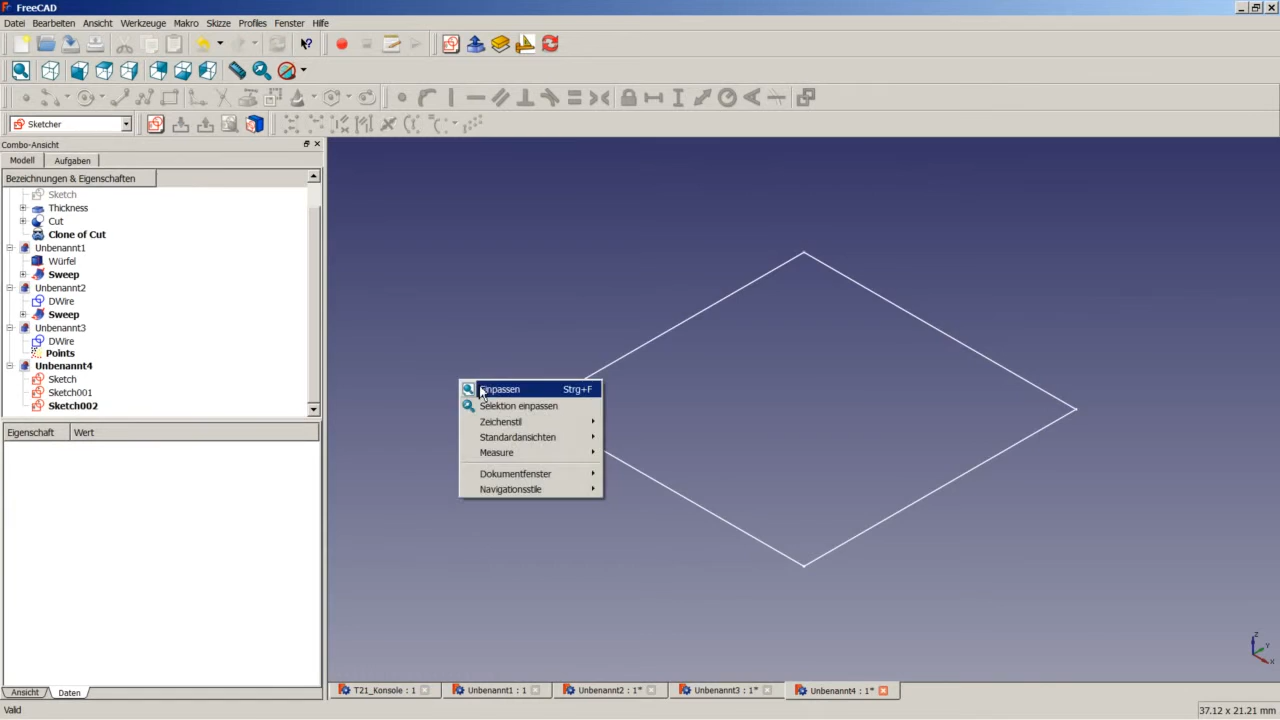 FreeCAD
Datei Bearbeiten Ansicht Werkzeuge Makro Skizze Profiles Fenster Hilfe
Sketcher
Combo-Ansicht
Modell Aufgaben
Bezeichnungen & Eigenschaften
Sketch
Thickness
Cut
Clone of Cut
Unbenannt1
Würfel
Sweep
Unbenannt2
DWire
Sweep
Unbenannt3
DWire
Points
Unbenannt4
Sketch
Sketch001
Sketch002
Eigenschaft Wert
Einpassen Strg+F
Selektion einpassen
Zeichenstil
Standardansichten
Measure
Dokumentfenster
Navigationsstile
Z
Y
X
Ansicht Daten
T21_Konsole : 1 Unbenannt1 : 1 Unbenannt2 : 1* Unbenannt3 : 1* Unbenannt4 : 1*
Valid
37.12 x 21.21 mm